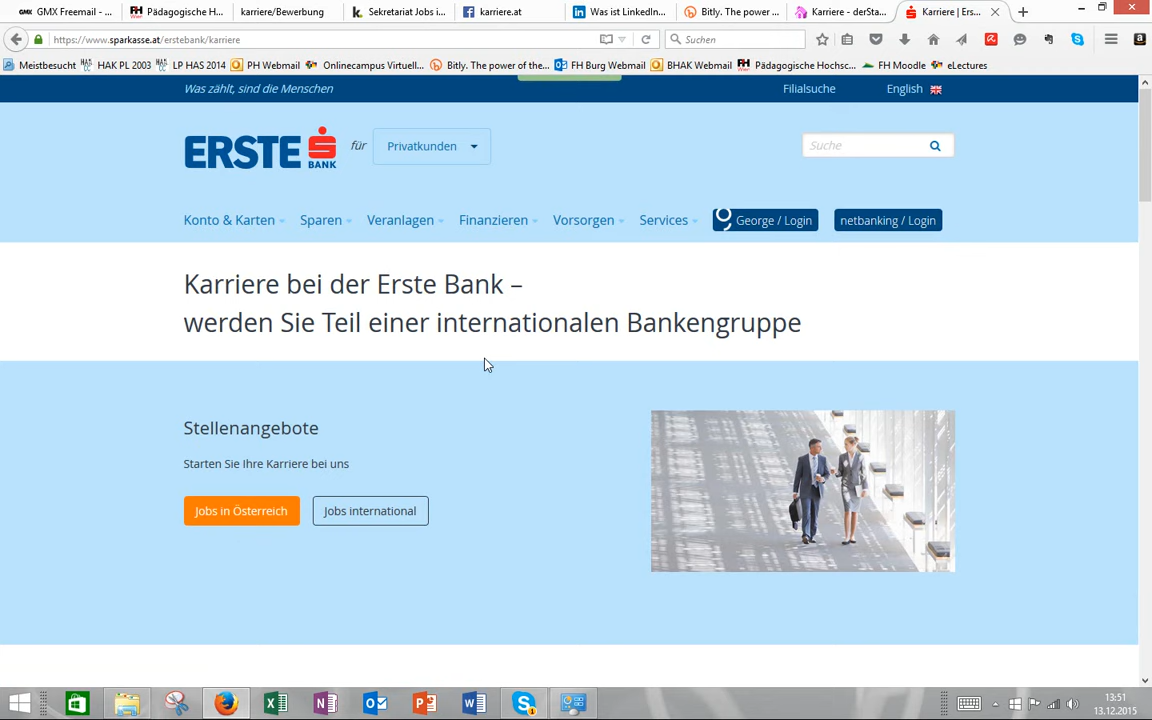 GMX Freemail - ...
Pädagogische H...
karriere/Bewerbung
Sekretariat Jobs i...
karriere.at
Was ist LinkedIn...
Bitly. The power ...
Karriere - derSta...
Karriere | Ers...
https://www.sparkasse.at/erstebank/karriere
Suchen
Meistbesucht
HAK PL 2003
LP HAS 2014
PH Webmail
Onlinecampus Virtuell...
Bitly. The power of the...
FH Burg Webmail
BHAK Webmail
Pädagogische Hochsc...
FH Moodle
eLectures
Was zählt, sind die Menschen
Filialsuche
English
ERSTE BANK
für
Privatkunden
Suche
Konto & Karten
Sparen
Veranlagen
Finanzieren
Vorsorgen
Services
George / Login
netbanking / Login
Karriere bei der Erste Bank –
werden Sie Teil einer internationalen Bankengruppe
Stellenangebote
Starten Sie Ihre Karriere bei uns
Jobs in Österreich
Jobs international
13:51
13.12.2015